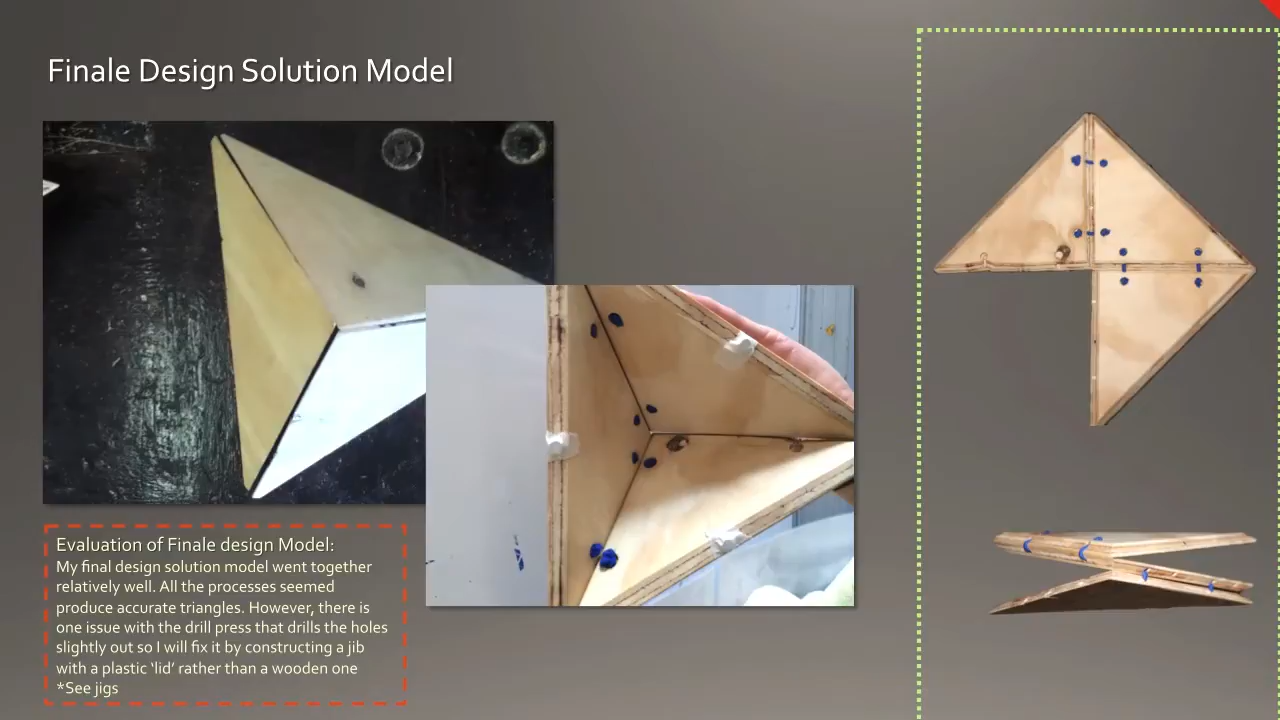 Finale Design Solution Model
Evaluation of Finale design Model:
My final design solution model went together
relatively well. All the processes seemed
produce accurate triangles. However, there is
one issue with the drill press that drills the holes
slightly out so I will fix it by constructing a jib
with a plastic ‘lid’ rather than a wooden one
*See jigs